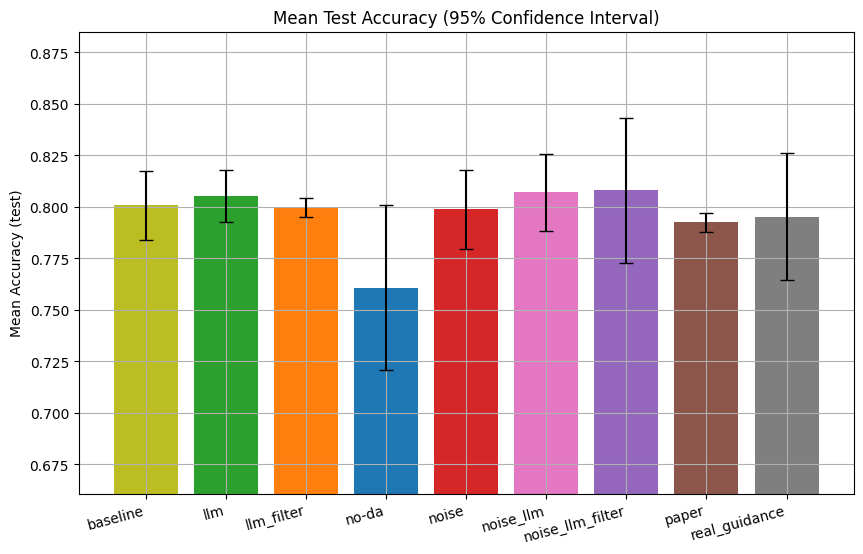 Mean Test Accuracy (95% Confidence Interval)
Mean Accuracy (test)
0.875
0.850
0.825
0.800
0.775
0.750
0.725
0.700
0.675
baseline
llm
llm_filter
no-da
noise
noise_llm
noise_llm_filter
paper
real_guidance